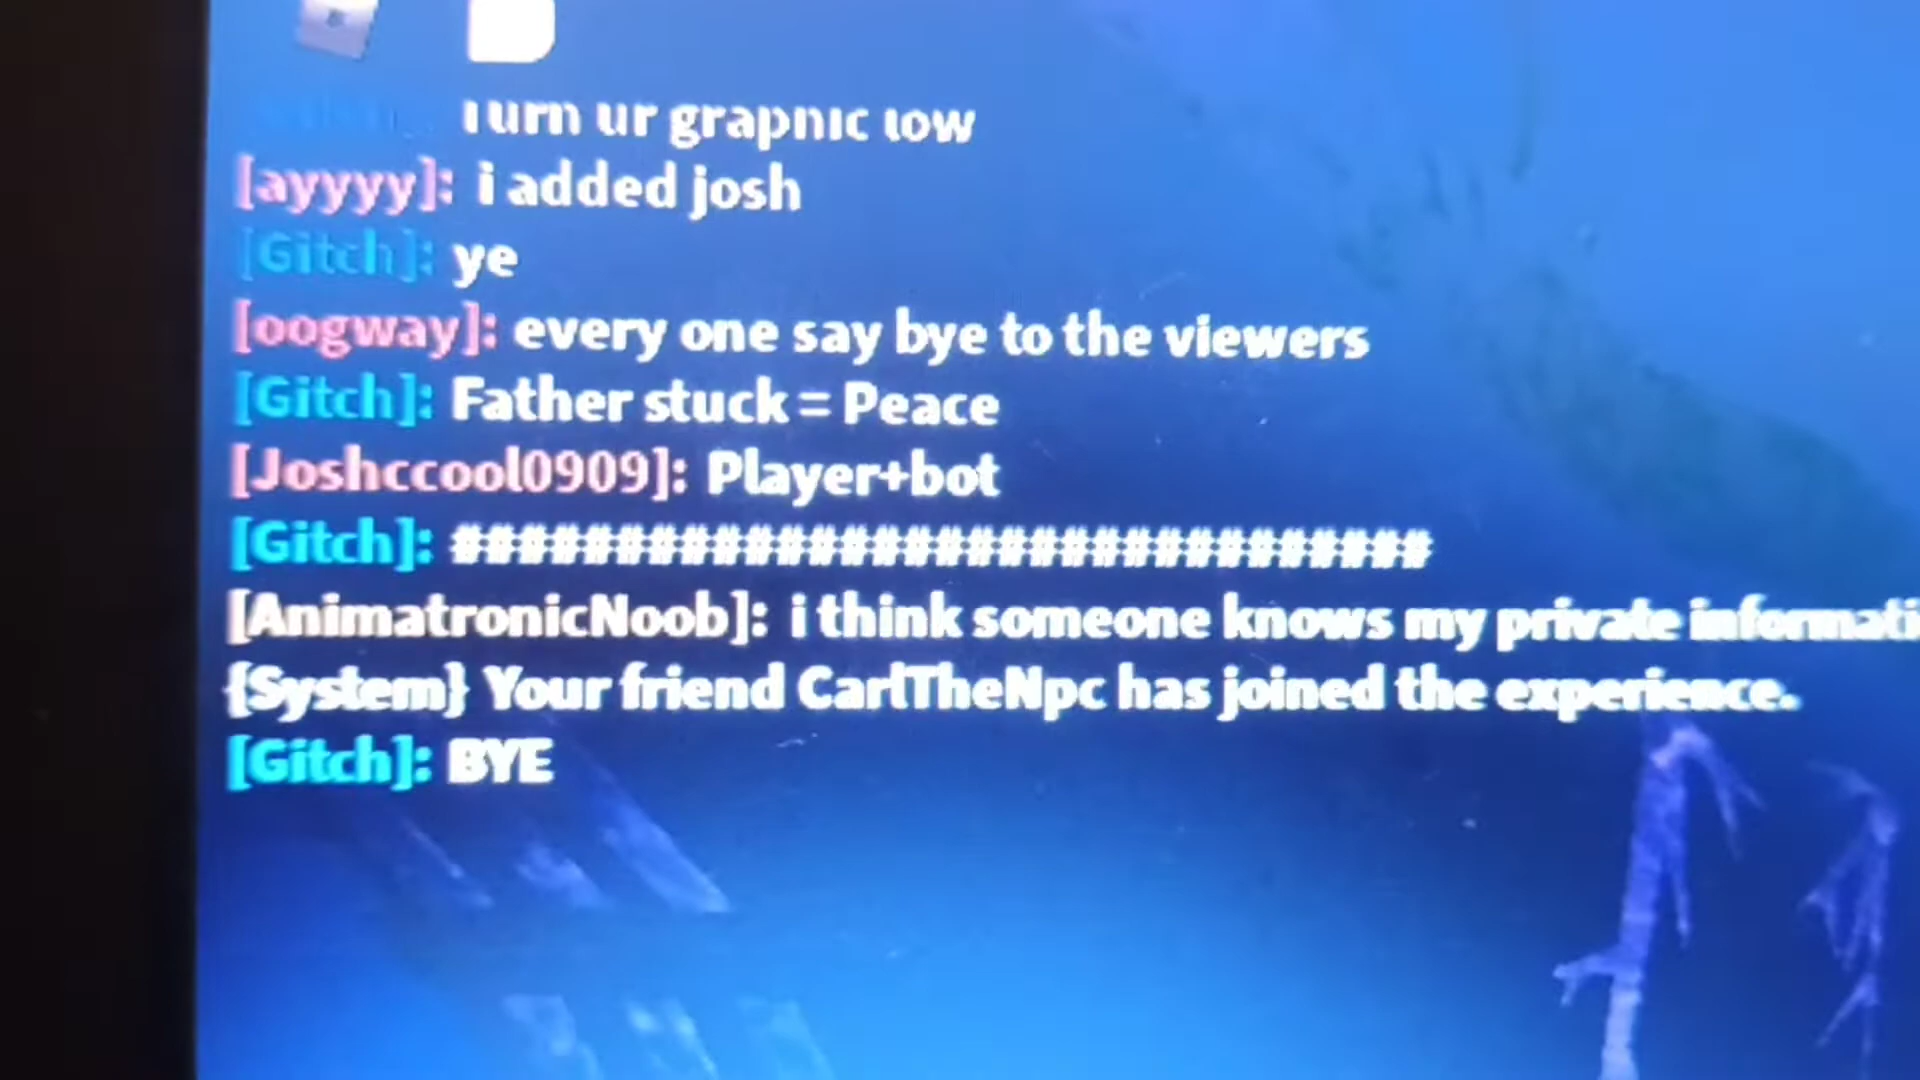 Turn ur graphic low
[ayyyy]: i added josh
[Gitch]: ye
[oogway]: every one say bye to the viewers
[Gitch]: Father stuck = Peace
[Joshccool0909]: Player+bot
[Gitch]: ###############################
[AnimatronicNoob]: i think someone knows my private informati
{System} Your friend CarlTheNpc has joined the experience.
[Gitch]: BYE